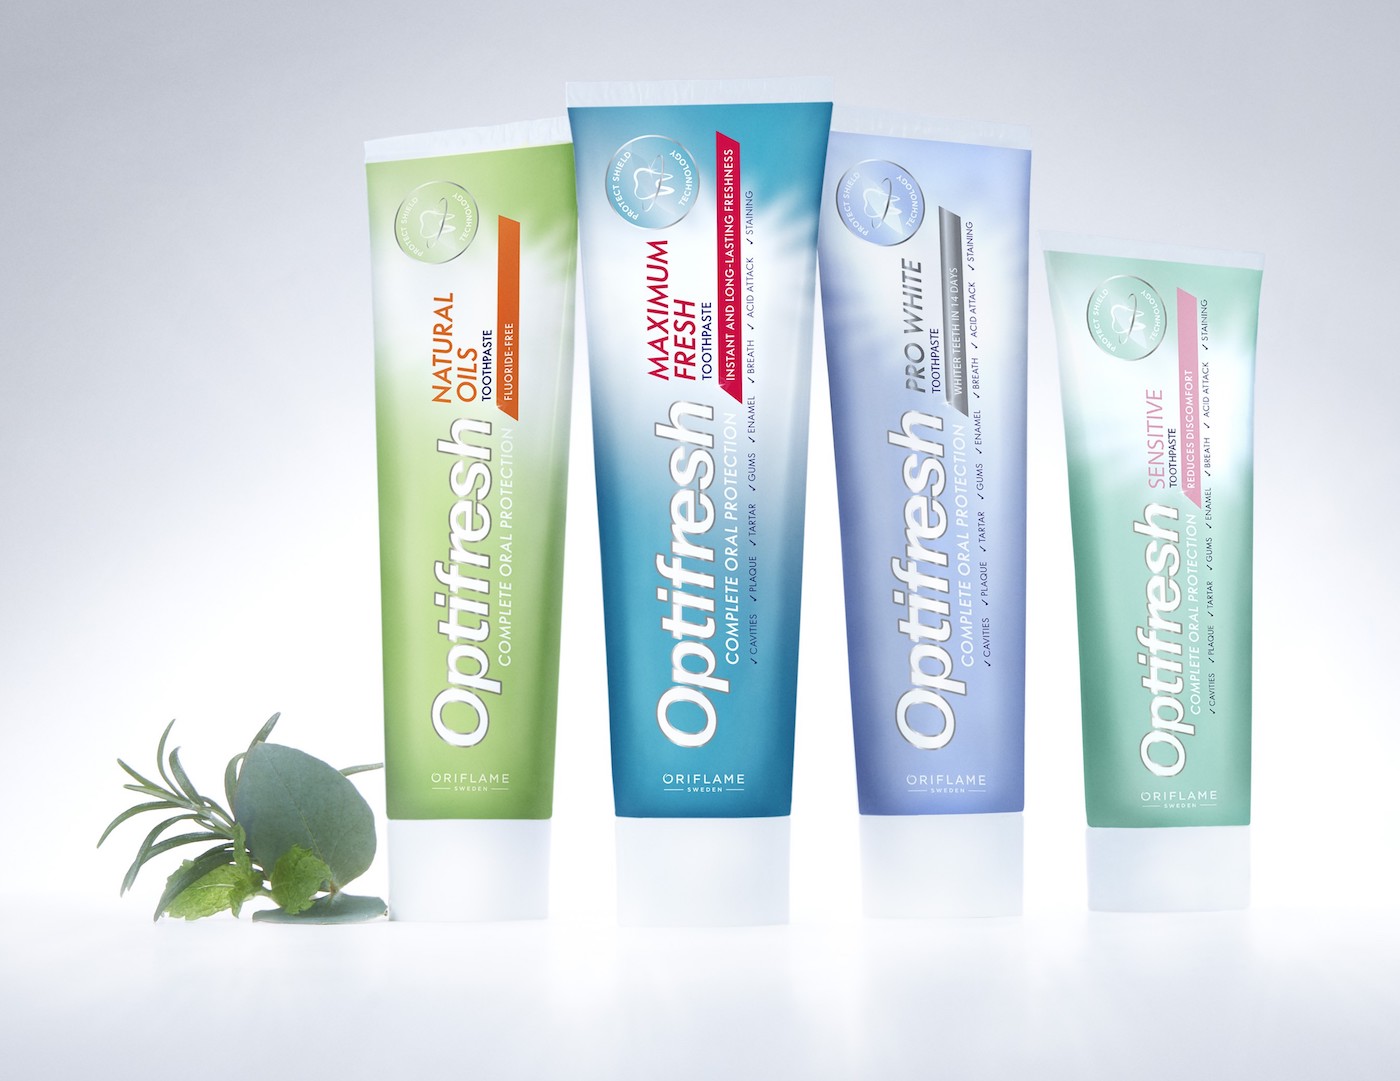 PROTECT SHIELD TECHNOLOGY
Optifresh
NATURAL
OILS
TOOTHPASTE
FLUORIDE-FREE
COMPLETE ORAL PROTECTION
ORIFLAME
SWEDEN
PROTECT SHIELD TECHNOLOGY
Optifresh
MAXIMUM
FRESH
TOOTHPASTE
INSTANT AND LONG-LASTING FRESHNESS
COMPLETE ORAL PROTECTION
✓ CAVITIES ✓ PLAQUE ✓ TARTAR ✓ GUMS ✓ ENAMEL ✓ BREATH ✓ ACID ATTACK ✓ STAINING
ORIFLAME
SWEDEN
PROTECT SHIELD TECHNOLOGY
Optifresh
PRO WHITE
TOOTHPASTE
WHITER TEETH IN 14 DAYS
COMPLETE ORAL PROTECTION
✓ CAVITIES ✓ PLAQUE ✓ TARTAR ✓ GUMS ✓ ENAMEL ✓ BREATH ✓ ACID ATTACK ✓ STAINING
ORIFLAME
SWEDEN
PROTECT SHIELD TECHNOLOGY
Optifresh
SENSITIVE
TOOTHPASTE
REDUCES DISCOMFORT
COMPLETE ORAL PROTECTION
✓ CAVITIES ✓ PLAQUE ✓ TARTAR ✓ GUMS ✓ ENAMEL ✓ BREATH ✓ ACID ATTACK ✓ STAINING
ORIFLAME
SWEDEN